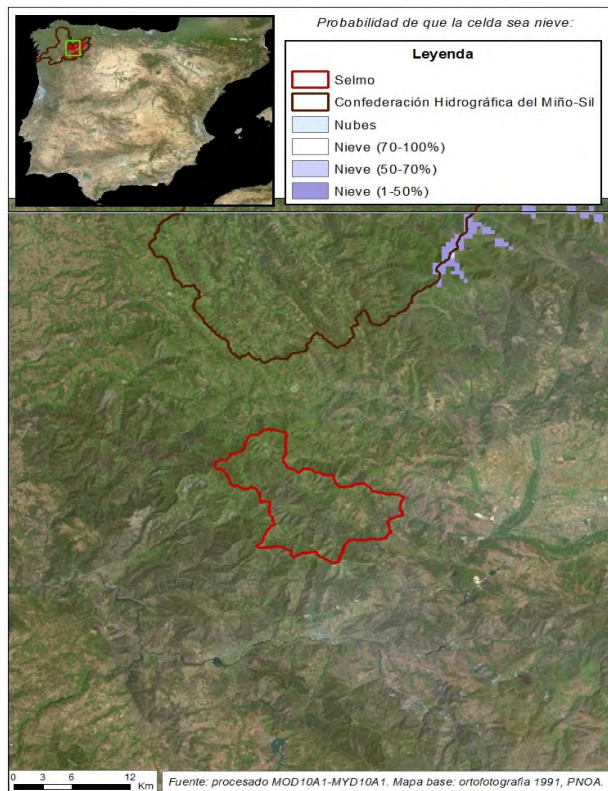 Probabilidad de que la celda sea nieve:
Leyenda
Selmo
Confederación Hidrográfica del Miño-Sil
Nubes
Nieve (70-100%)
Nieve (50-70%)
Nieve (1-50%)
0 3 6 12
Km
Fuente: procesado MOD10A1-MYD10A1. Mapa base: ortofotografía 1991, PNOA.